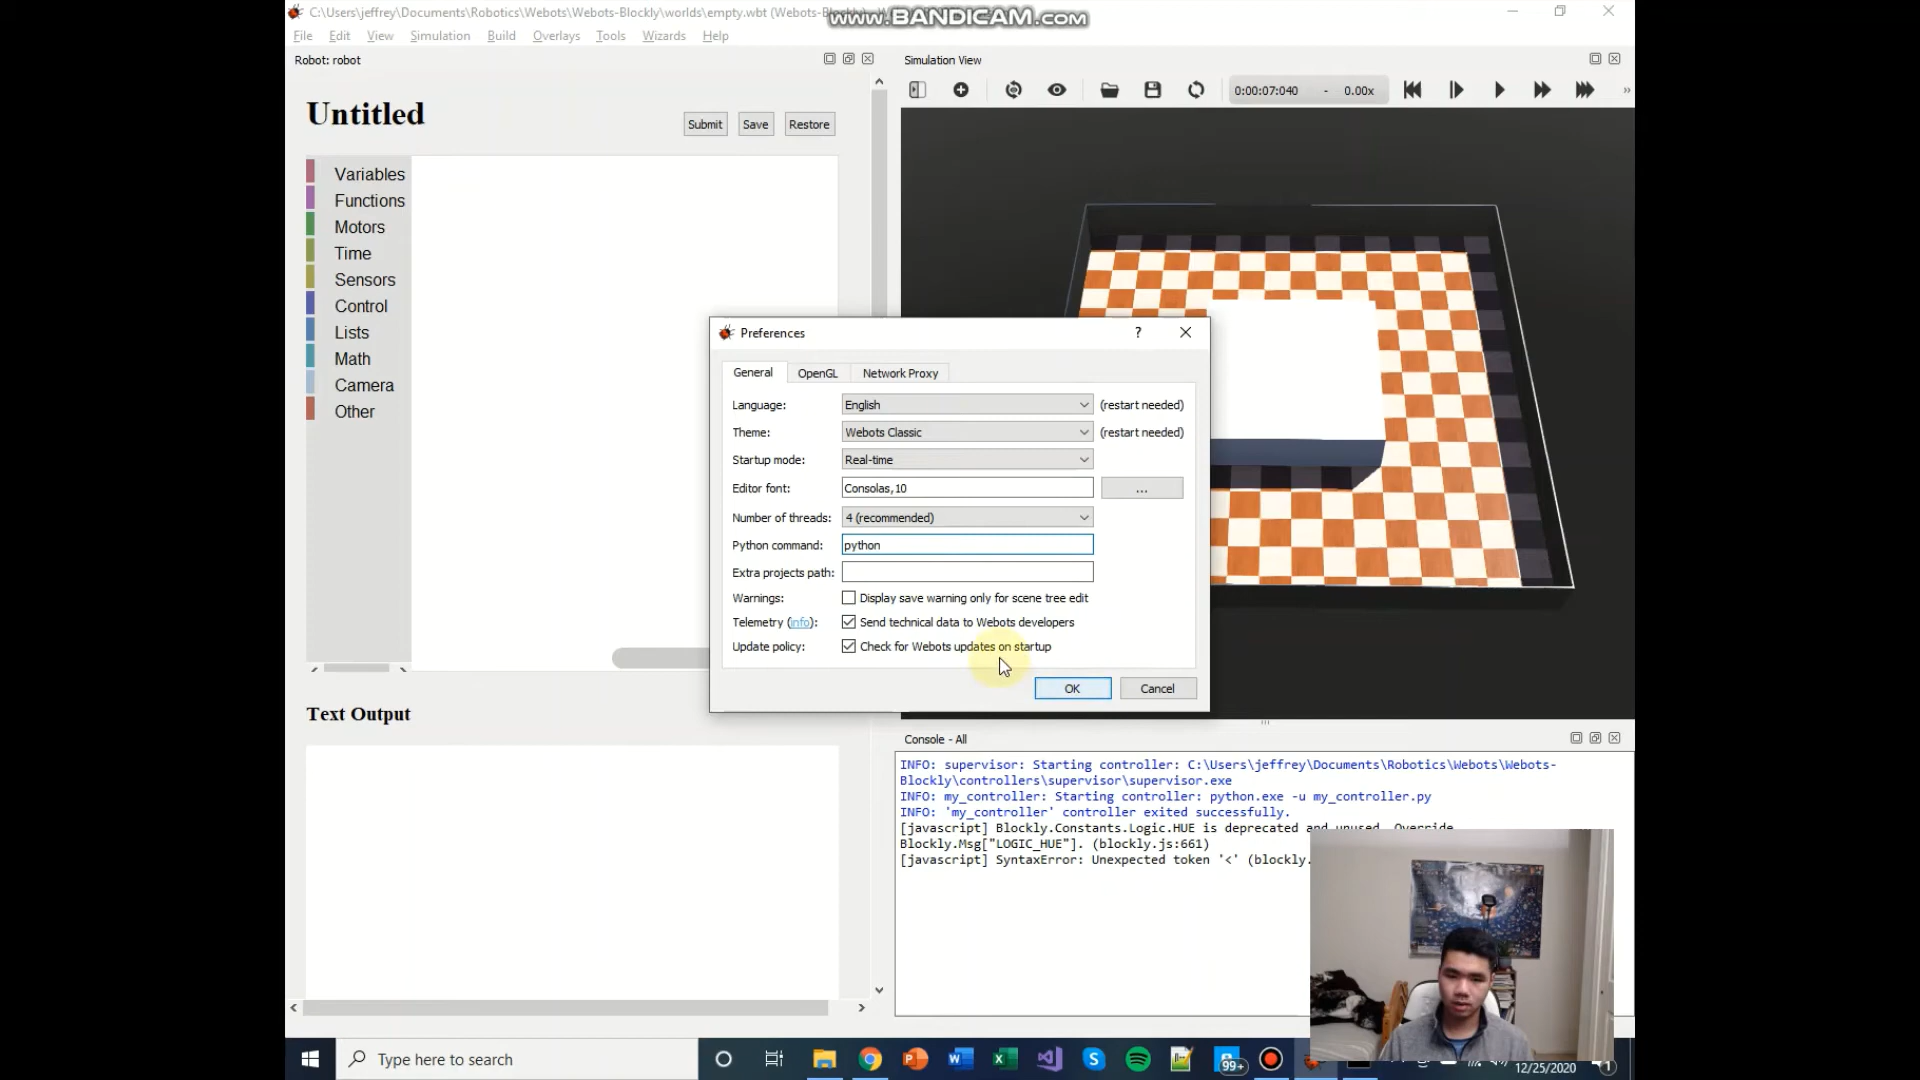 C:\Users\jeffrey\Documents\Robotics\Webots\Webots-Blockly\worlds\empty.wbt (Webots-B
www.BANDICAM.com
File Edit View Simulation Build Overlays Tools Wizards Help
Robot: robot
Simulation View
0:00:07:040 - 0.00x
Untitled
Submit Save Restore
Variables
Functions
Motors
Time
Sensors
Control
Lists
Math
Camera
Other
Preferences
General OpenGL Network Proxy
Language: English (restart needed)
Theme: Webots Classic (restart needed)
Startup mode: Real-time
Editor font: Consolas,10 ...
Number of threads: 4 (recommended)
Python command: python
Extra projects path:
Warnings: Display save warning only for scene tree edit
Telemetry (info): Send technical data to Webots developers
Update policy: Check for Webots updates on startup
OK Cancel
Text Output
Console - All
INFO: supervisor: Starting controller: C:\Users\jeffrey\Documents\Robotics\Webots\Webots-
Blockly\controllers\supervisor\supervisor.exe
INFO: my_controller: Starting controller: python.exe -u my_controller.py
INFO: 'my_controller' controller exited successfully.
[javascript] Blockly.Constants.Logic.HUE is deprecated and unused. Override
Blockly.Msg["LOGIC_HUE"]. (blockly.js:661)
[javascript] SyntaxError: Unexpected token '<' (blockly.
Type here to search
99+
12/25/2020
1